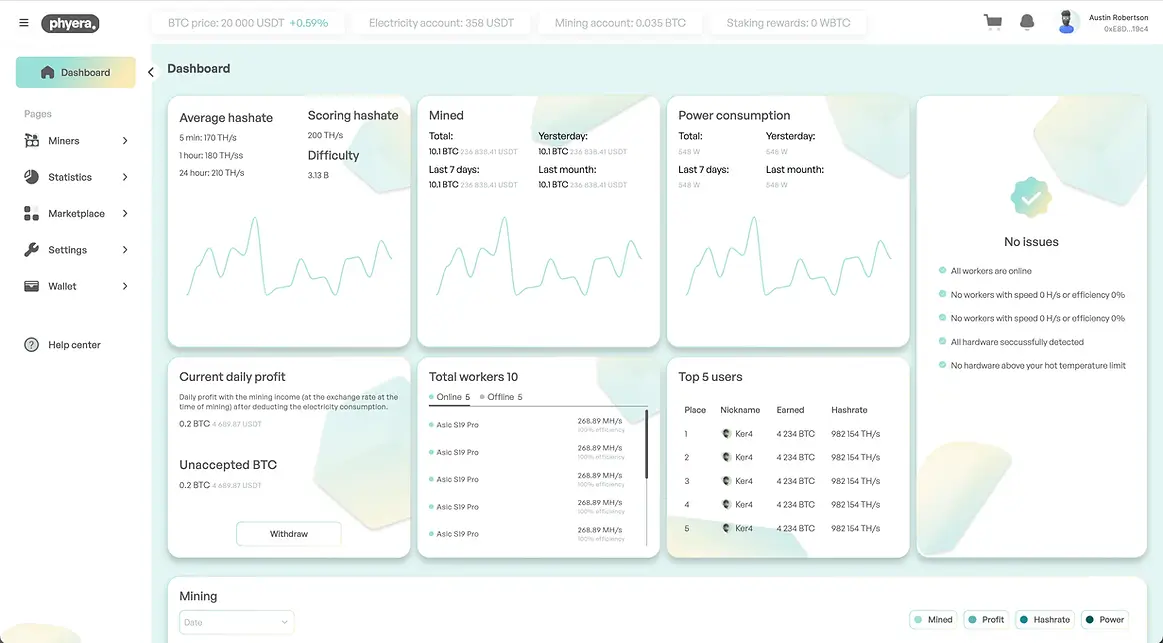 phyera.
BTC price: 20 000 USDT +0.59%
Electricity account: 358 USDT
Mining account: 0.035 BTC
Staking rewards: 0 WBTC
Austin Robertson
0xE8D...19c4
Dashboard
Pages
Miners
Statistics
Marketplace
Settings
Wallet
Help center
Dashboard
Average hashate
5 min: 170 TH/s
1 hour: 180 TH/ss
24 hour: 210 TH/s
Scoring hashate
200 TH/s
Difficulty
3.13 B
Mined
Total:
10.1 BTC 236 838.41 USDT
Yersterday:
10.1 BTC 236 838.41 USDT
Last 7 days:
10.1 BTC 236 838.41 USDT
Last mounth:
10.1 BTC 236 838.41 USDT
Power consumption
Total:
548 W
Yersterday:
548 W
Last 7 days:
548 W
Last mounth:
548 W
No issues
All workers are online
No workers with speed 0 H/s or efficiency 0%
No workers with speed 0 H/s or efficiency 0%
All hardware seccussfully detected
No hardware above your hot temperature limit
Current daily profit
Daily profit with the mining income (at the exchange rate at the
time of mining) after deducting the electricity consumption.
0.2 BTC 4 689.87 USDT
Unaccepted BTC
0.2 BTC 4 689.87 USDT
Withdraw
Total workers 10
Online 5 Offline 5
Asic S19 Pro 268.89 MH/s
100% efficiency
Asic S19 Pro 268.89 MH/s
100% efficiency
Asic S19 Pro 268.89 MH/s
100% efficiency
Asic S19 Pro 268.89 MH/s
100% efficiency
Asic S19 Pro 268.89 MH/s
100% efficiency
Top 5 users
Place Nickname Earned Hashrate
1 Ker4 4 234 BTC 982 154 TH/s
2 Ker4 4 234 BTC 982 154 TH/s
3 Ker4 4 234 BTC 982 154 TH/s
4 Ker4 4 234 BTC 982 154 TH/s
5 Ker4 4 234 BTC 982 154 TH/s
Mining
Date
Mined Profit Hashrate Power